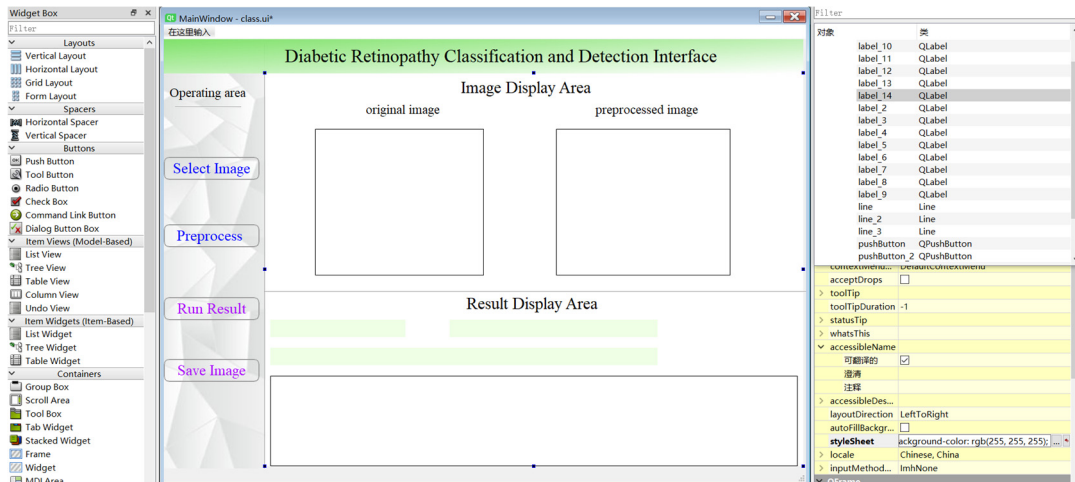 Widget Box
Filter
Layouts
Vertical Layout
Horizontal Layout
Grid Layout
Form Layout
Spacers
Horizontal Spacer
Vertical Spacer
Buttons
Push Button
Tool Button
Radio Button
Check Box
Command Link Button
Dialog Button Box
Item Views (Model-Based)
List View
Tree View
Table View
Column View
Undo View
Item Widgets (Item-Based)
List Widget
Tree Widget
Table Widget
Containers
Group Box
Scroll Area
Tool Box
Tab Widget
Stacked Widget
Frame
Widget
MDI Area
MainWindow - class.ui*
在这里输入
Diabetic Retinopathy Classification and Detection Interface
Operating area
Select Image
Preprocess
Run Result
Save Image
Image Display Area
original image preprocessed image
Result Display Area
Filter
对象 类
label_10 QLabel
label_11 QLabel
label_12 QLabel
label_13 QLabel
label_14 QLabel
label_2 QLabel
label_3 QLabel
label_4 QLabel
label_5 QLabel
label_6 QLabel
label_7 QLabel
label_8 QLabel
label_9 QLabel
line Line
line_2 Line
line_3 Line
pushButton QPushButton
pushButton_2 QPushButton
contextMenu... DefaultContextMenu
acceptDrops
toolTip
toolTipDuration -1
statusTip
whatsThis
accessibleName
可翻译的
澄清
注释
accessibleDes...
layoutDirection LeftToRight
autoFillBackgr...
styleSheet ackground-color: rgb(255, 255, 255); ...
locale Chinese, China
inputMethod... ImhNone
QFrame